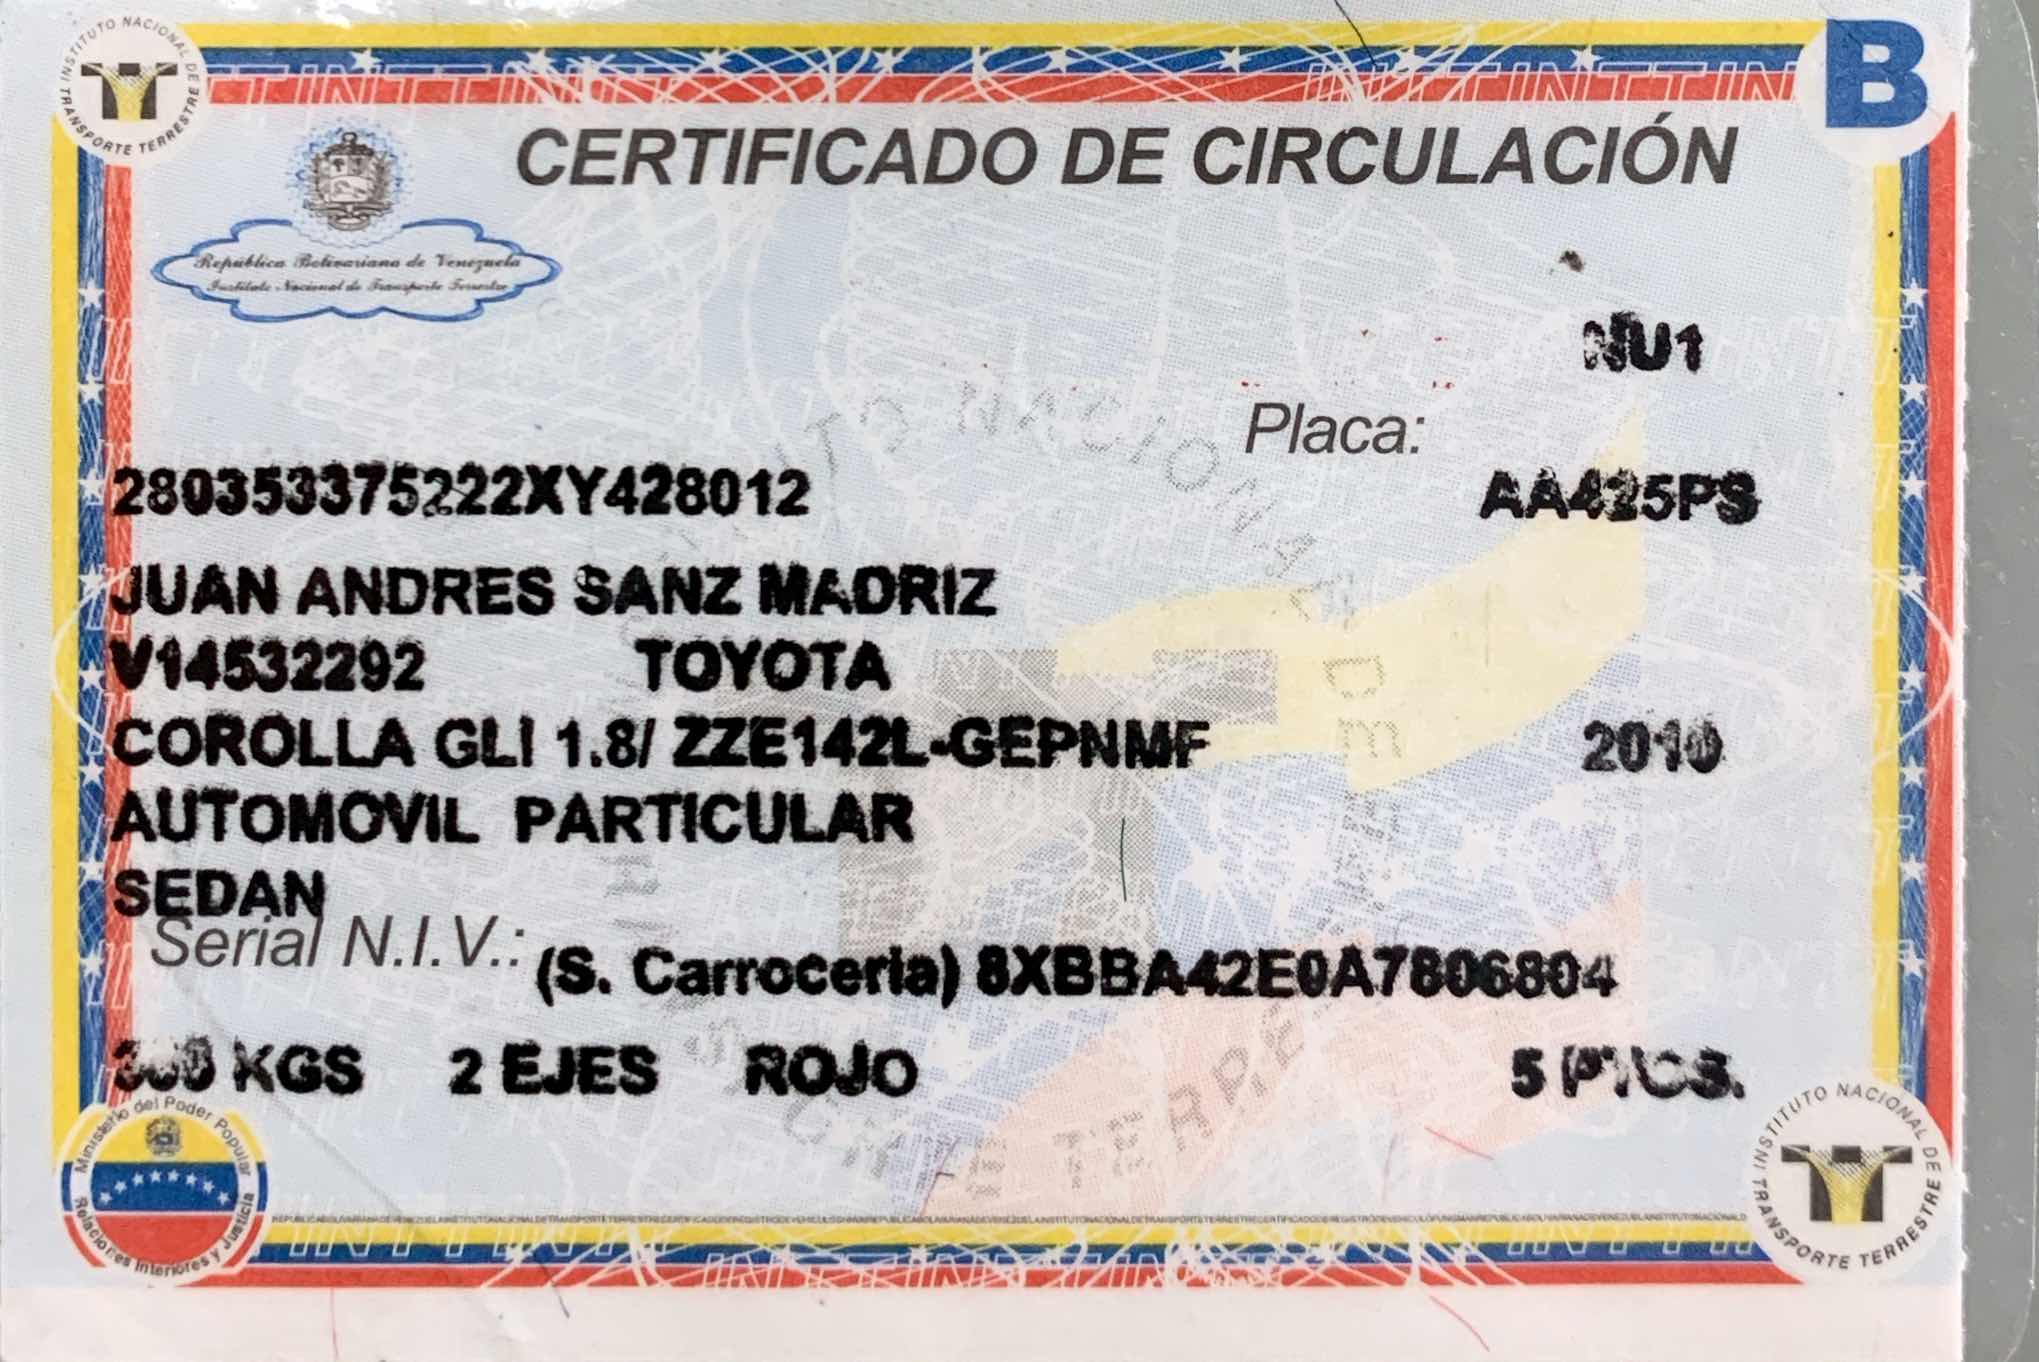 INSTITUTO NACIONAL DE TRANSPORTE TERRESTRE
B
CERTIFICADO DE CIRCULACIÓN
República Bolivariana de Venezuela
Instituto Nacional de Transporte Terrestre
NU1
Placa:
280353375222XY428012 AA425PS
JUAN ANDRES SANZ MADRIZ
V14532292 TOYOTA
COROLLA GLI 1.8/ ZZE142L-GEPNMF 2010
AUTOMOVIL PARTICULAR
SEDAN
Serial N.I.V.: (S. Carroceria) 8XBBA42E0A7806804
KGS 2 EJES ROJO 5 PTOS.
Ministerio del Poder Popular
Relaciones Interiores y Justicia
INSTITUTO NACIONAL DE TRANSPORTE TERRESTRE